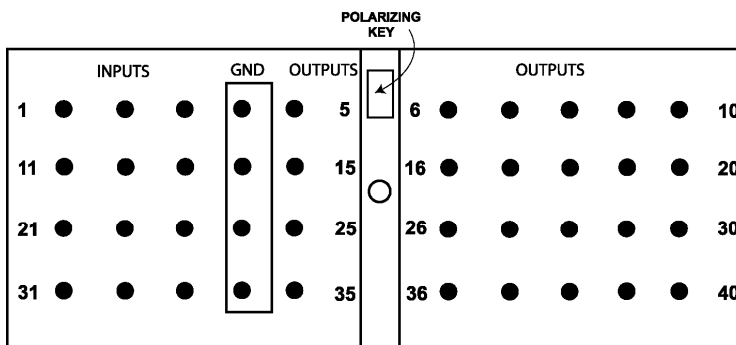 POLARIZING
KEY
INPUTS GND OUTPUTS OUTPUTS
1 5 6 10
11 15 16 20
21 25 26 30
31 35 36 40